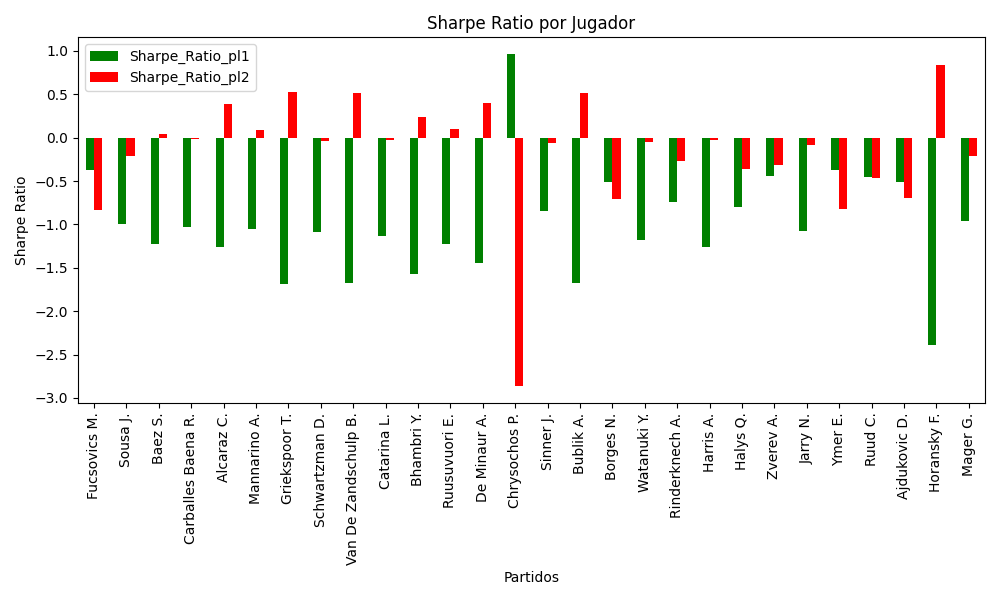 Sharpe Ratio por Jugador
Sharpe_Ratio_pl1
Sharpe_Ratio_pl2
Sharpe Ratio
1.0
0.5
0.0
−0.5
−1.0
−1.5
−2.0
−2.5
−3.0
Fucsovics M.
Sousa J.
Baez S.
Carballes Baena R.
Alcaraz C.
Mannarino A.
Griekspoor T.
Schwartzman D.
Van De Zandschulp B.
Catarina L.
Bhambri Y.
Ruusuvuori E.
De Minaur A.
Chrysochos P.
Sinner J.
Bublik A.
Borges N.
Watanuki Y.
Rinderknech A.
Harris A.
Halys Q.
Zverev A.
Jarry N.
Ymer E.
Ruud C.
Ajdukovic D.
Horansky F.
Mager G.
Partidos